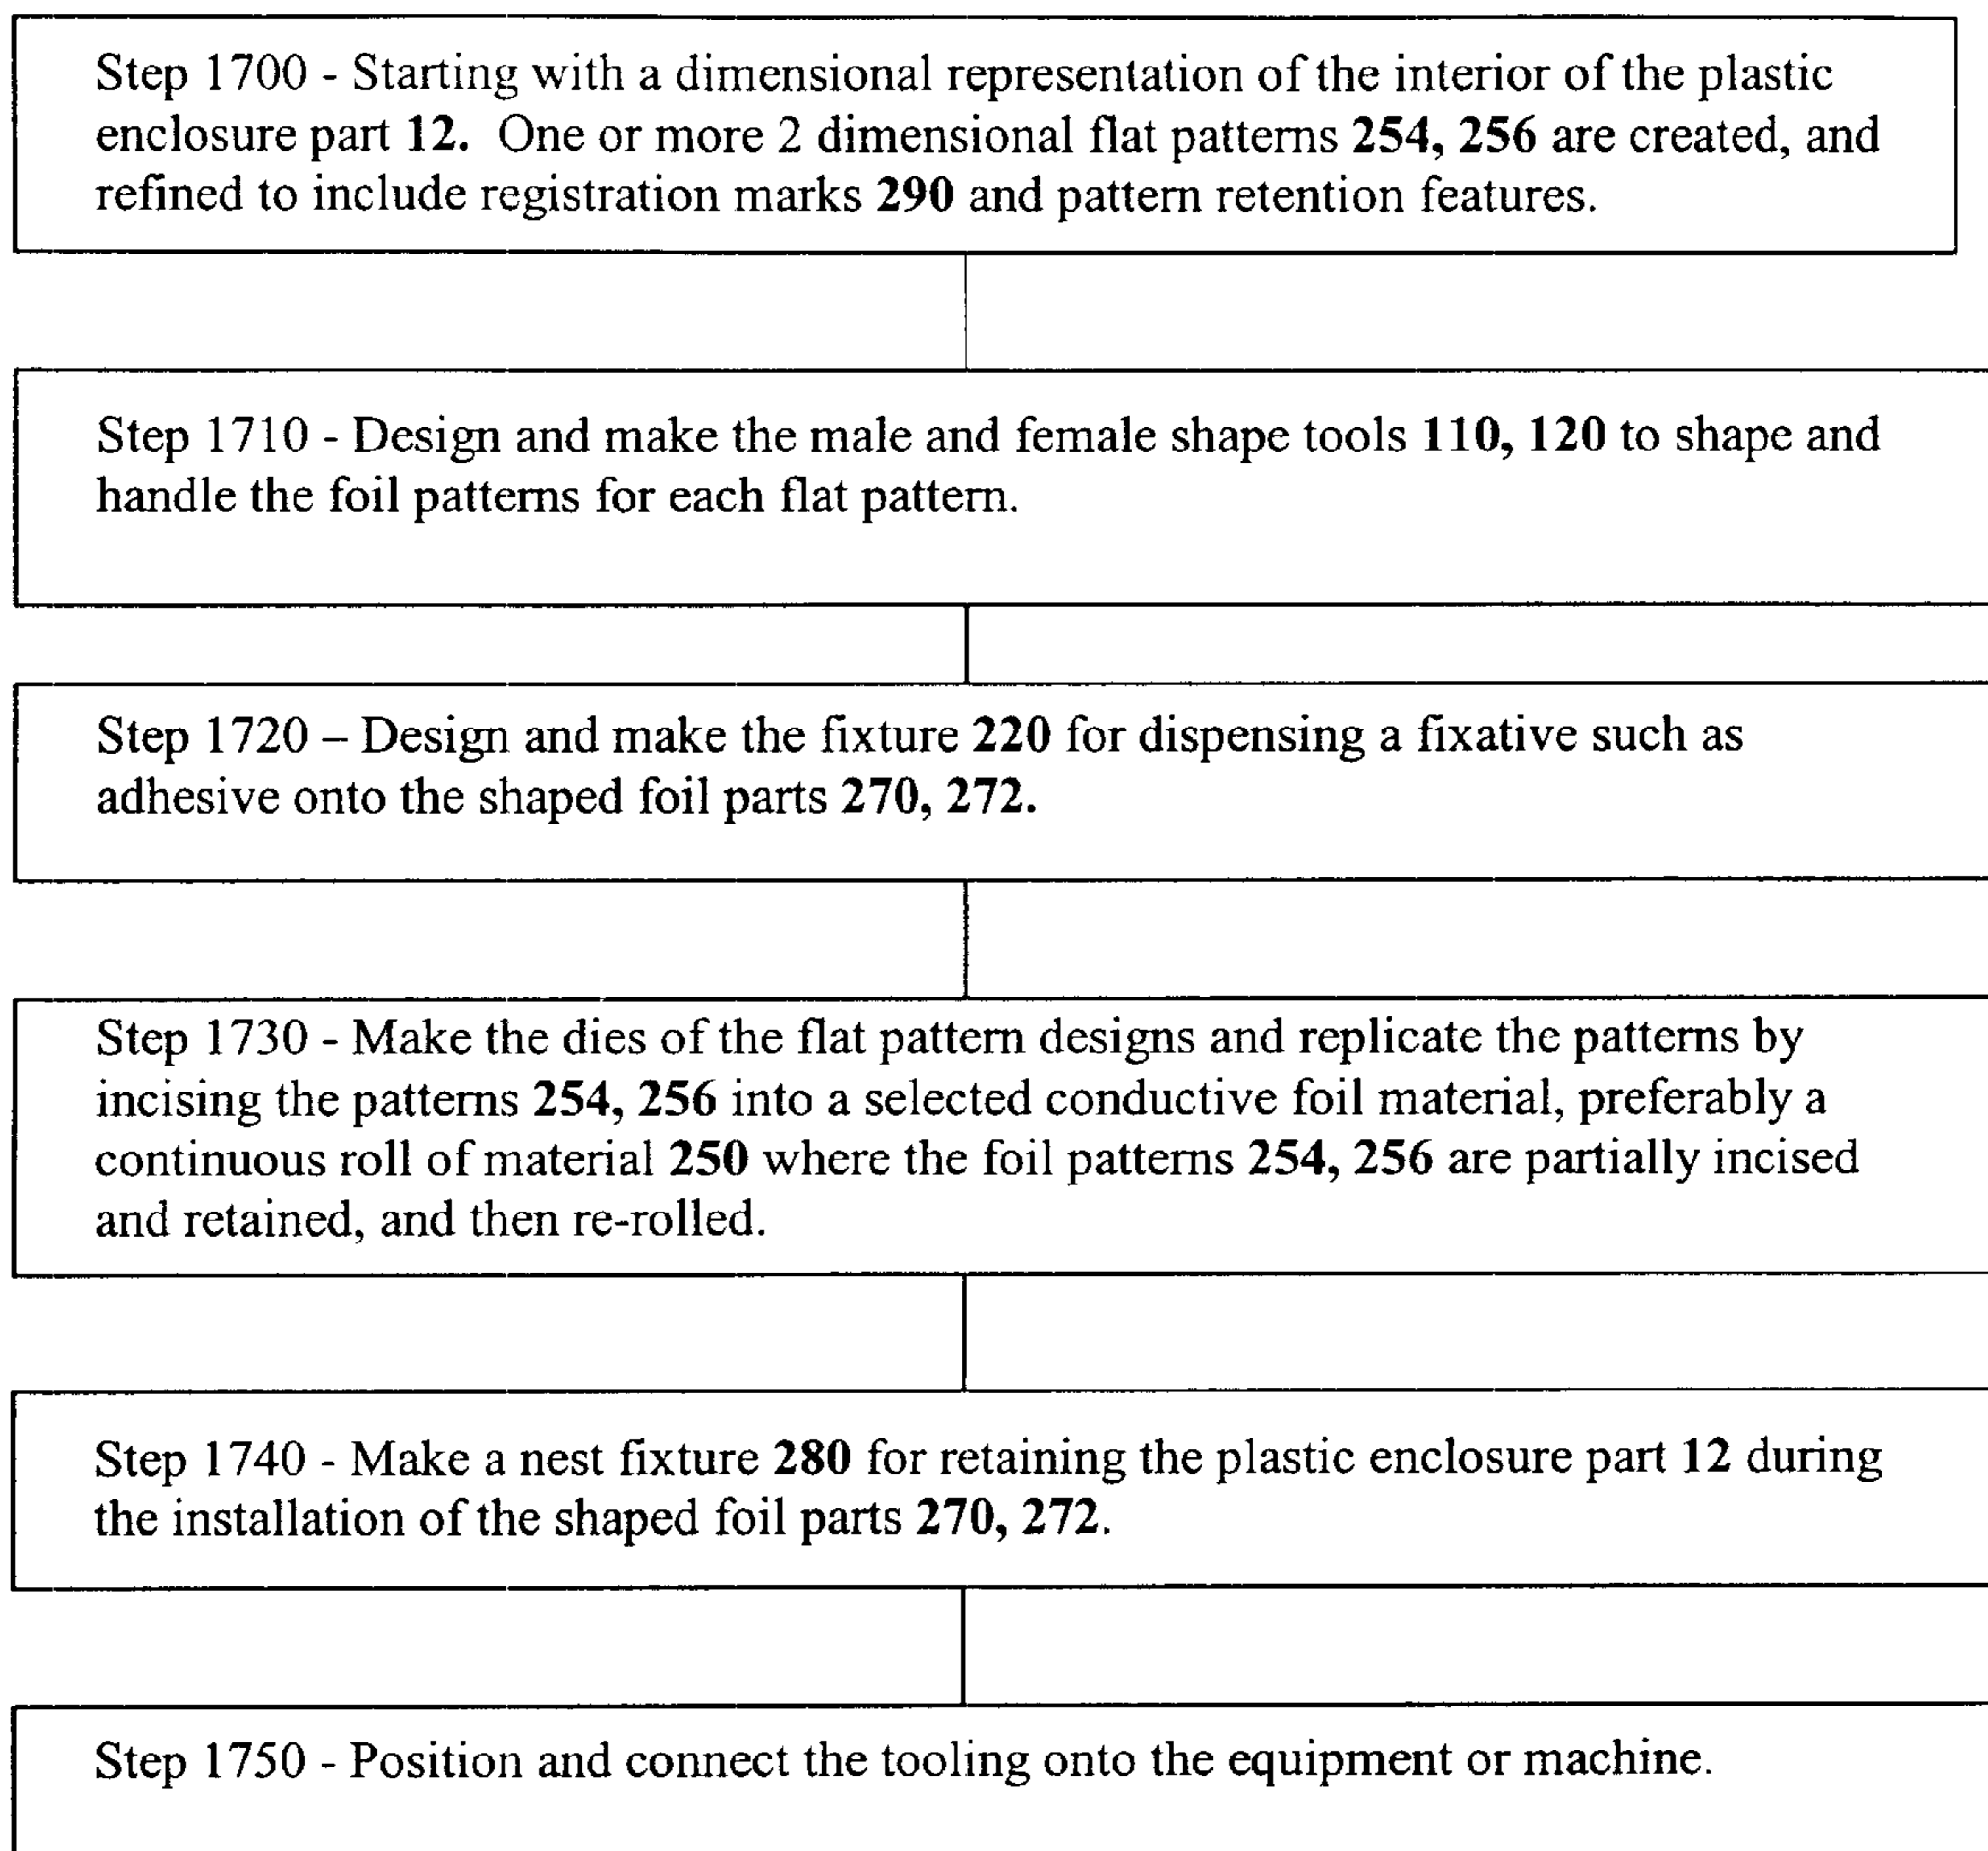 Step 1700 - Starting with a dimensional representation of the interior of the plastic
enclosure part 12. One or more 2 dimensional flat patterns 254, 256 are created, and
refined to include registration marks 290 and pattern retention features.
Step 1710 - Design and make the male and female shape tools 110, 120 to shape and
handle the foil patterns for each flat pattern.
Step 1720 – Design and make the fixture 220 for dispensing a fixative such as
adhesive onto the shaped foil parts 270, 272.
Step 1730 - Make the dies of the flat pattern designs and replicate the patterns by
incising the patterns 254, 256 into a selected conductive foil material, preferably a
continuous roll of material 250 where the foil patterns 254, 256 are partially incised
and retained, and then re-rolled.
Step 1740 - Make a nest fixture 280 for retaining the plastic enclosure part 12 during
the installation of the shaped foil parts 270, 272.
Step 1750 - Position and connect the tooling onto the equipment or machine.